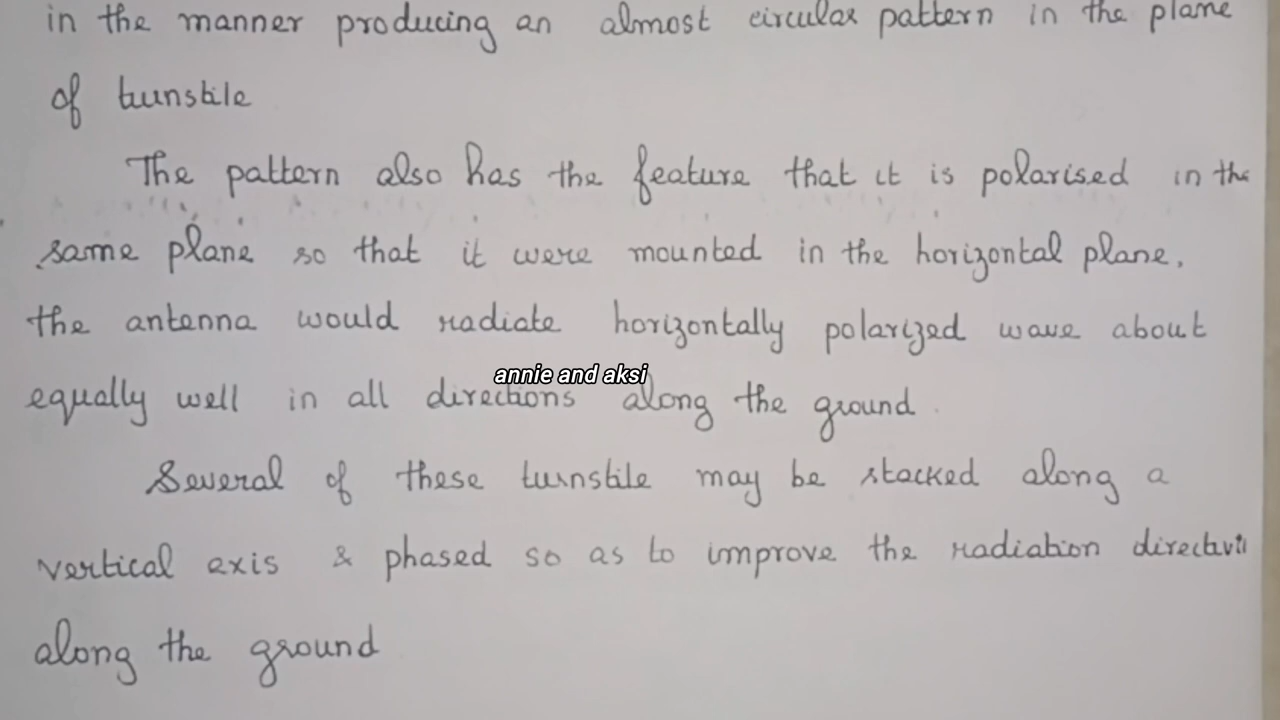 in the manner producing an almost circular pattern in the plane
of turnstile
The pattern also has the feature that it is polarised in the
same plane so that it were mounted in the horizontal plane.
the antenna would radiate horizontally polarized wave about
annie and aksi
equally well in all directions along the ground
Several of these turnstile may be stacked along a
vertical axis & phased so as to improve the radiation
along the ground